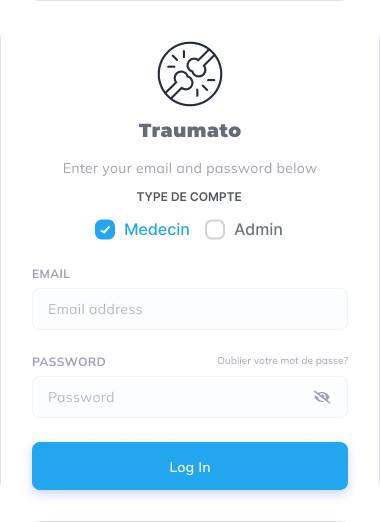 Traumato
Enter your email and password below
TYPE DE COMPTE
Medecin Admin
EMAIL
Email address
PASSWORD Oublier votre mot de passe?
Password
Log In